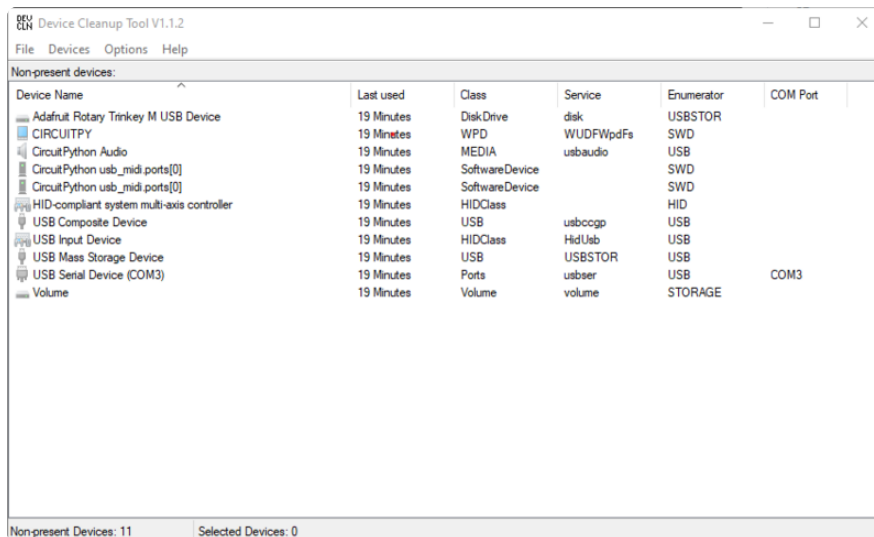 DEV CLN Device Cleanup Tool V1.1.2
File Devices Options Help
Non-present devices:
Device Name Last used Class Service Enumerator COM Port
Adafruit Rotary Trinkey M USB Device 19 Minutes DiskDrive disk USBSTOR
CIRCUITPY 19 Minutes WPD WUDFWpdFs SWD
CircuitPython Audio 19 Minutes MEDIA usbaudio USB
CircuitPython usb_midi.ports[0] 19 Minutes SoftwareDevice SWD
CircuitPython usb_midi.ports[0] 19 Minutes SoftwareDevice SWD
HID-compliant system multi-axis controller 19 Minutes HIDClass HID
USB Composite Device 19 Minutes USB usbccgp USB
USB Input Device 19 Minutes HIDClass HidUsb USB
USB Mass Storage Device 19 Minutes USB USBSTOR USB
USB Serial Device (COM3) 19 Minutes Ports usbser USB COM3
Volume 19 Minutes Volume volume STORAGE
Non-present Devices: 11 Selected Devices: 0